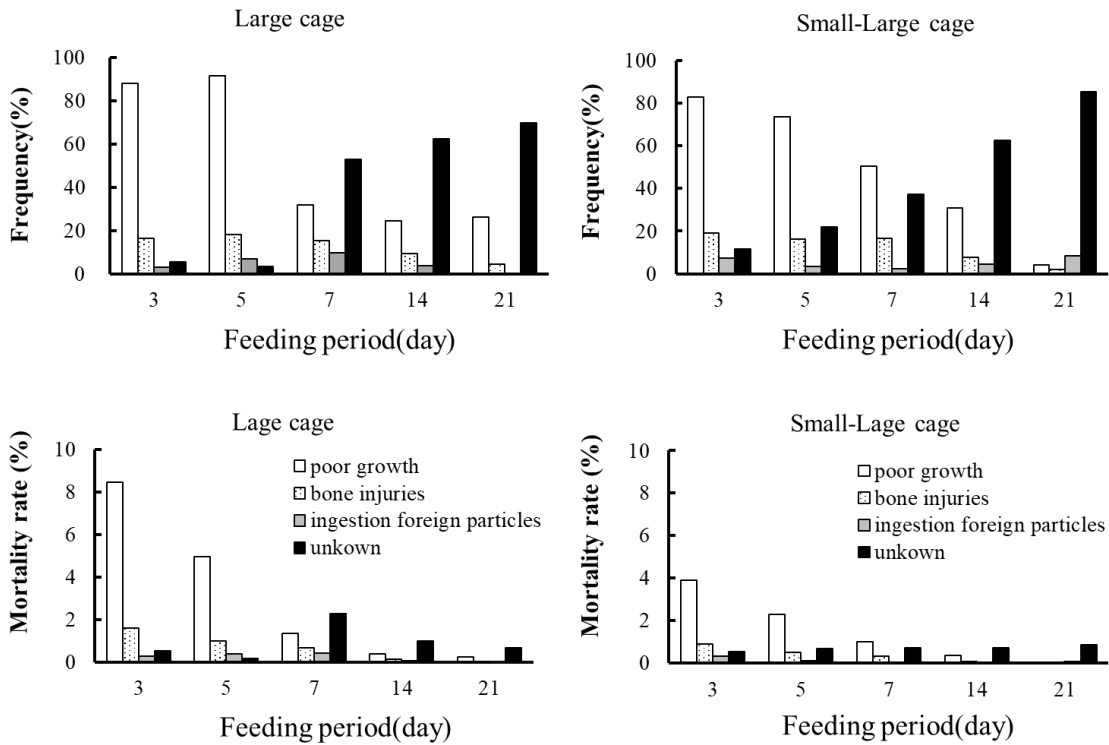 Large cage
Frequency(%)
100
80
60
40
20
0
3 5 7 14 21
Feeding period(day)
Small-Large cage
Frequency(%)
100
80
60
40
20
0
3 5 7 14 21
Feeding period(day)
Lage cage
Mortality rate (%)
10
8
6
4
2
0
poor growth
bone injuries
ingestion foreign particles
unkown
3 5 7 14 21
Feeding period(day)
Small-Lage cage
Mortality rate (%)
10
8
6
4
2
0
poor growth
bone injuries
ingestion foreign particles
unkown
3 5 7 14 21
Feeding period(day)